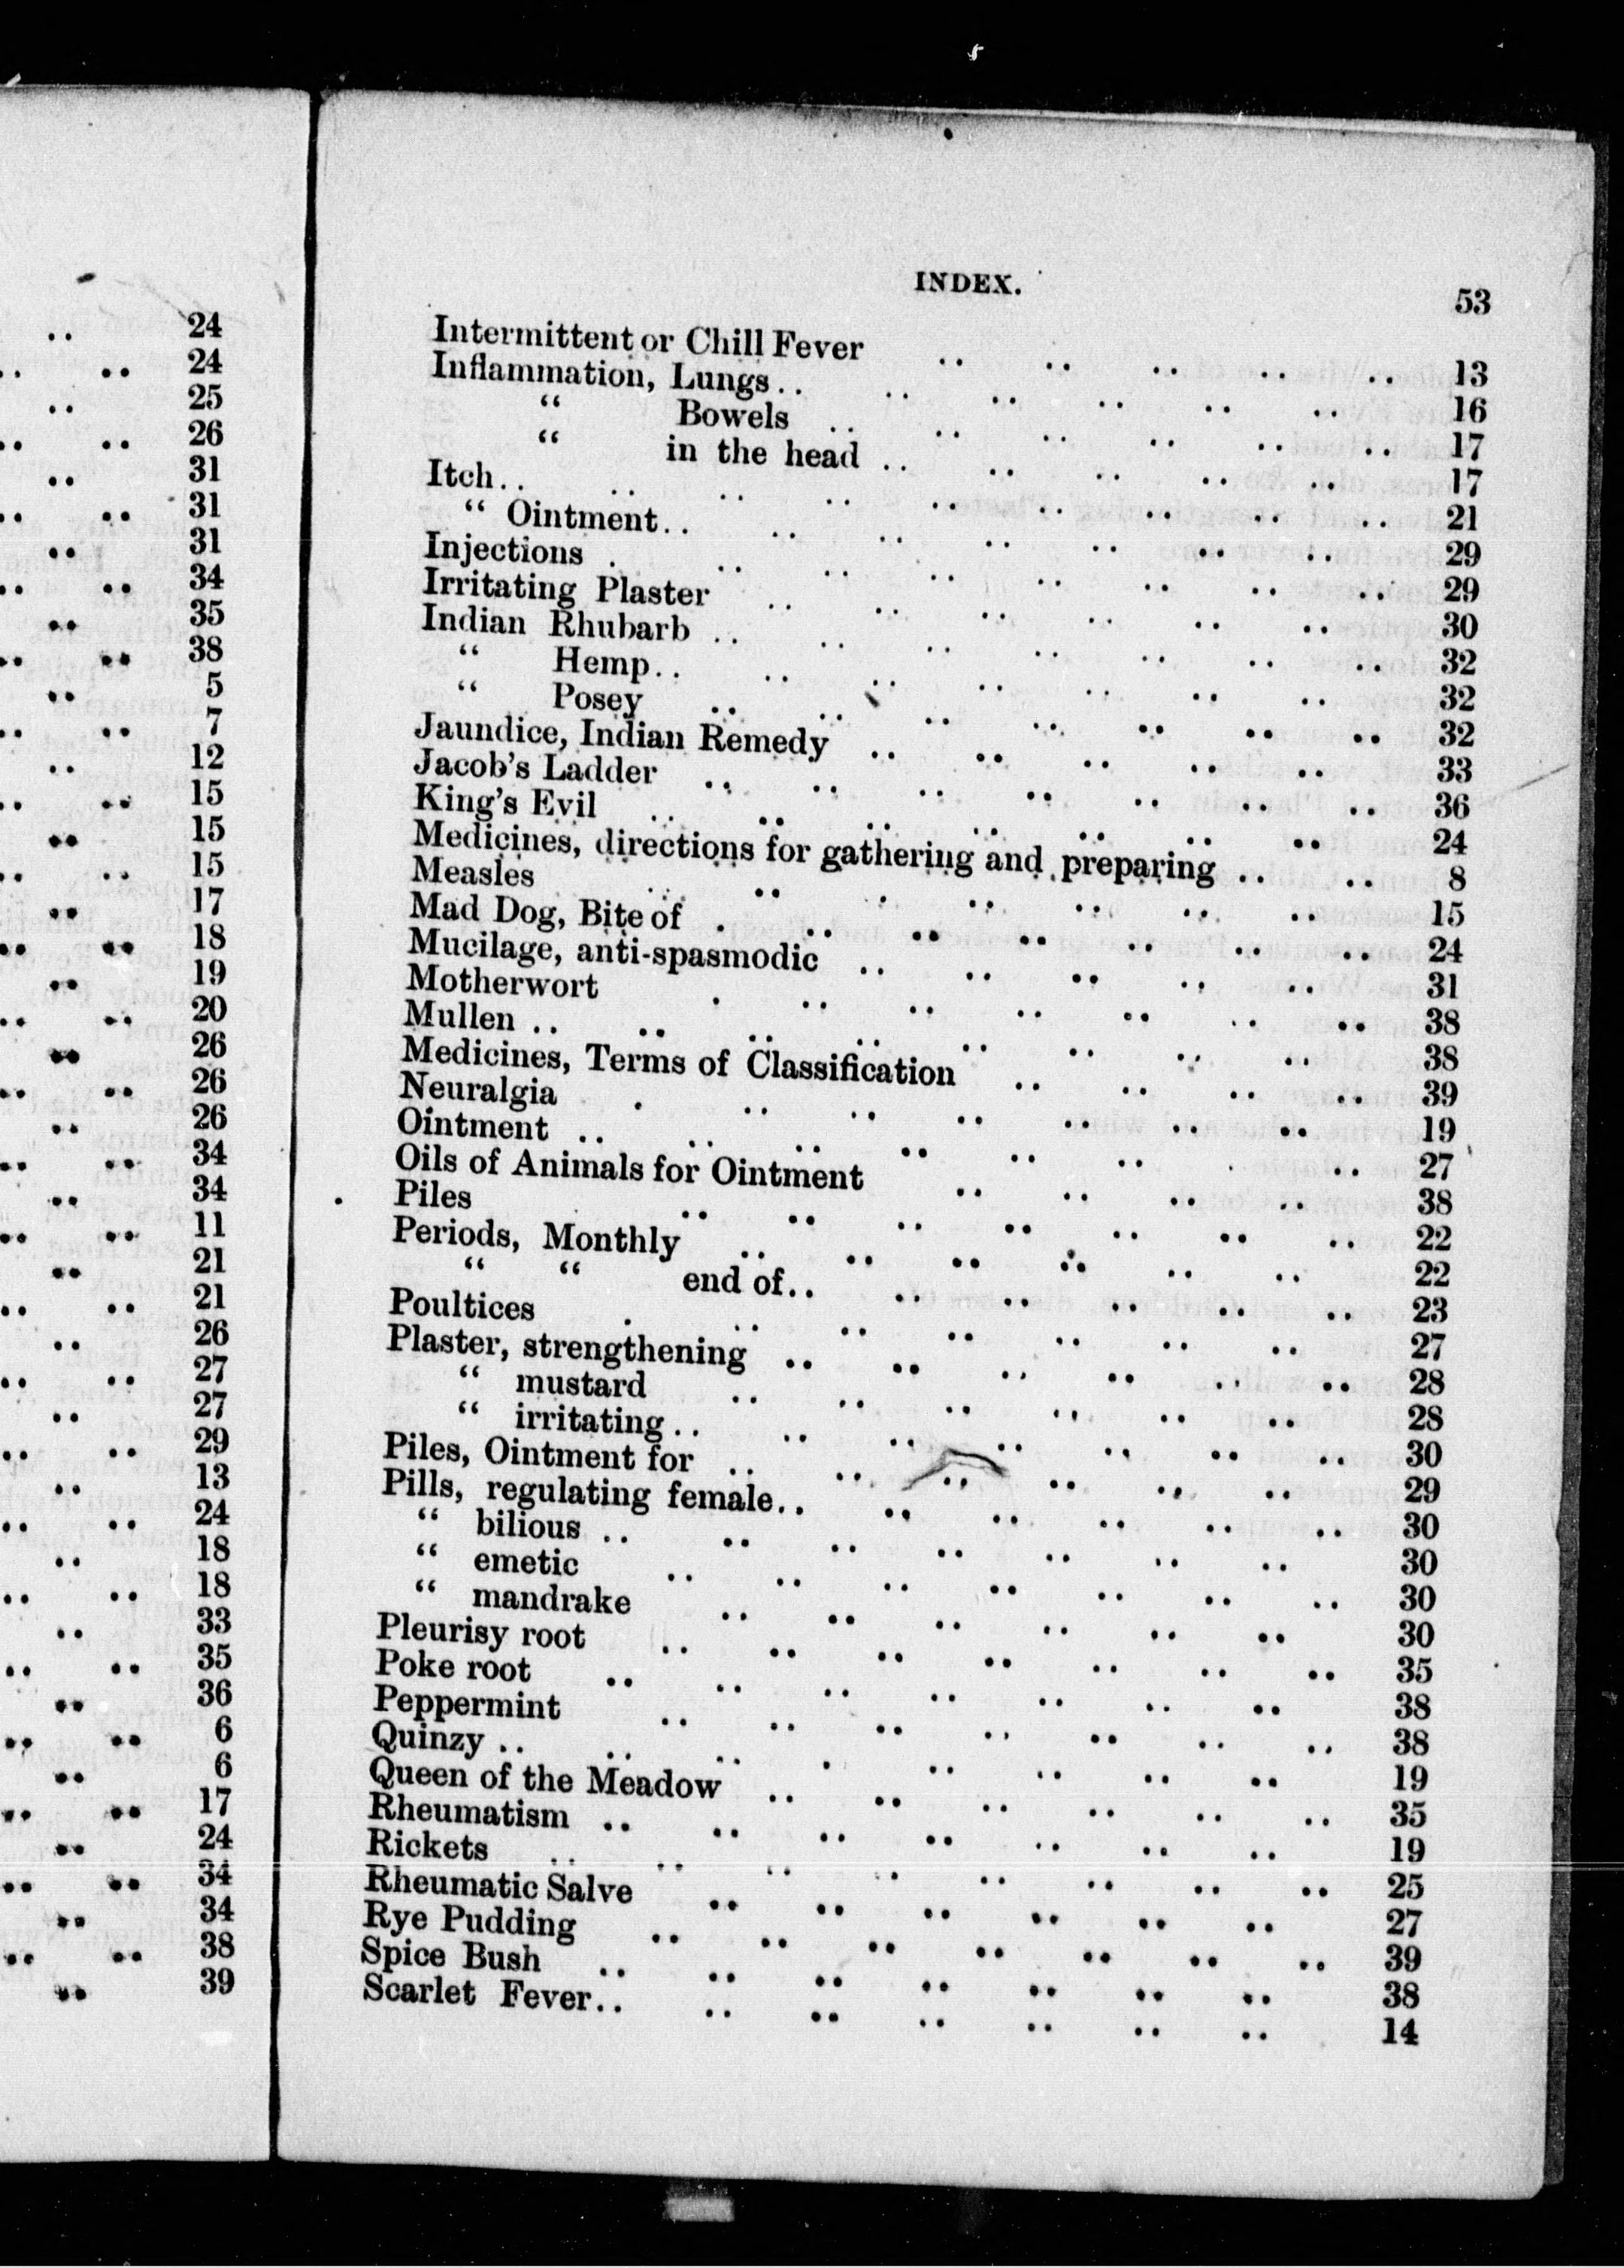 .. 24
.. .. 24
.. 25
.. .. 26
.. 31
.. .. 31
.. 31
.. .. 34
.. 35
.. .. 38
.. 5
.. .. 7
.. 12
.. .. 15
.. 15
.. .. 15
.. 17
.. .. 18
.. 19
.. .. 20
.. 26
.. .. 26
.. 26
.. .. 34
.. 34
.. .. 11
.. 21
.. .. 21
.. 26
.. .. 27
.. 27
.. .. 29
.. 13
.. .. 24
.. 18
.. .. 18
.. 33
.. .. 35
.. 36
.. .. 6
.. 6
.. .. 17
.. 24
.. .. 34
.. 34
.. .. 38
.. 39
INDEX. 53
Intermittent or Chill Fever .. .. .. .. .. 13
Inflammation, Lungs.. .. .. .. .. .. 16
“ Bowels .. .. .. .. .. .. 17
“ in the head .. .. .. .. .. 17
Itch.. .. .. .. .. .. .. .. .. 21
“ Ointment.. .. .. .. .. .. .. 29
Injections . .. .. .. .. .. .. .. 29
Irritating Plaster .. .. .. .. .. .. 30
Indian Rhubarb .. .. .. .. .. .. .. 32
“ Hemp.. .. .. .. .. .. .. 32
“ Posey .. .. .. .. .. .. .. 32
Jaundice, Indian Remedy .. .. .. .. .. 33
Jacob's Ladder .. .. .. .. .. .. .. 36
King's Evil .. .. .. .. .. .. .. 24
Medicines, directions for gathering and preparing .. .. 8
Measles .. .. .. .. .. .. .. 15
Mad Dog, Bite of . .. .. .. .. .. .. 24
Mucilage, anti-spasmodic .. .. .. .. .. 31
Motherwort . .. .. .. .. .. .. 38
Mullen .. .. .. .. .. .. .. .. 38
Medicines, Terms of Classification .. .. .. .. 39
Neuralgia . .. .. .. .. .. .. 19
Ointment .. .. .. .. .. .. . .. 27
Oils of Animals for Ointment .. .. .. .. 38
Piles .. .. .. .. .. .. .. 22
Periods, Monthly .. .. .. .. .. .. 22
“ “ end of.. .. .. .. .. .. 23
Poultices . .. .. .. .. .. .. 27
Plaster, strengthening .. .. .. .. .. .. 28
“ mustard .. .. .. .. .. .. 28
“ irritating.. .. .. .. .. .. .. 30
Piles, Ointment for .. .. .. .. .. .. 29
Pills, regulating female.. .. .. .. .. .. 30
“ bilious .. .. .. .. .. .. .. 30
“ emetic .. .. .. .. .. .. .. 30
“ mandrake .. .. .. .. .. .. 30
Pleurisy root .. .. .. .. .. .. .. 35
Poke root .. .. .. .. .. .. .. 38
Peppermint .. .. .. .. .. .. .. 38
Quinzy .. .. .. . .. .. .. .. 19
Queen of the Meadow .. .. .. .. .. .. 35
Rheumatism .. .. .. .. .. .. .. 19
Rickets .. .. .. .. .. .. .. .. 25
Rheumatic Salve .. .. .. .. .. .. 27
Rye Pudding .. .. .. .. .. .. .. 39
Spice Bush .. .. .. .. .. .. .. 38
Scarlet Fever.. .. .. .. .. .. .. 14